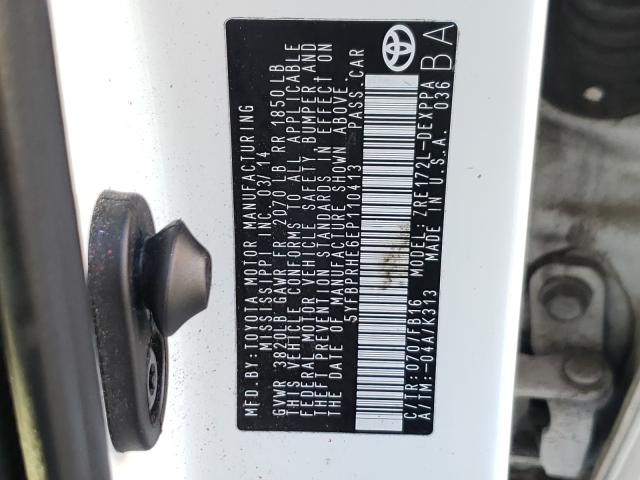 MFD.BY:TOYOTA MOTOR MANUFACTURING
MISSISSIPPI INC. 03/14
GVWR 3820LB GAWR FR 2070 LB RR 1850LB
THIS VEHICLE CONFORMS TO ALL APPLICABLE
FEDERAL MOTOR VEHICLE SAFETY, BUMPER, AND
THEFT PREVENTION STANDARDS IN EFFECT ON
THE DATE OF MANUFACTURE SHOWN ABOVE.
5YFBPRHE6EP110413 PASS.CAR
C/TR:070/FB16 MODEL:ZRE172L-DEXPPA
A/TM:-04A/K313 MADE IN U.S.A. 036
BA